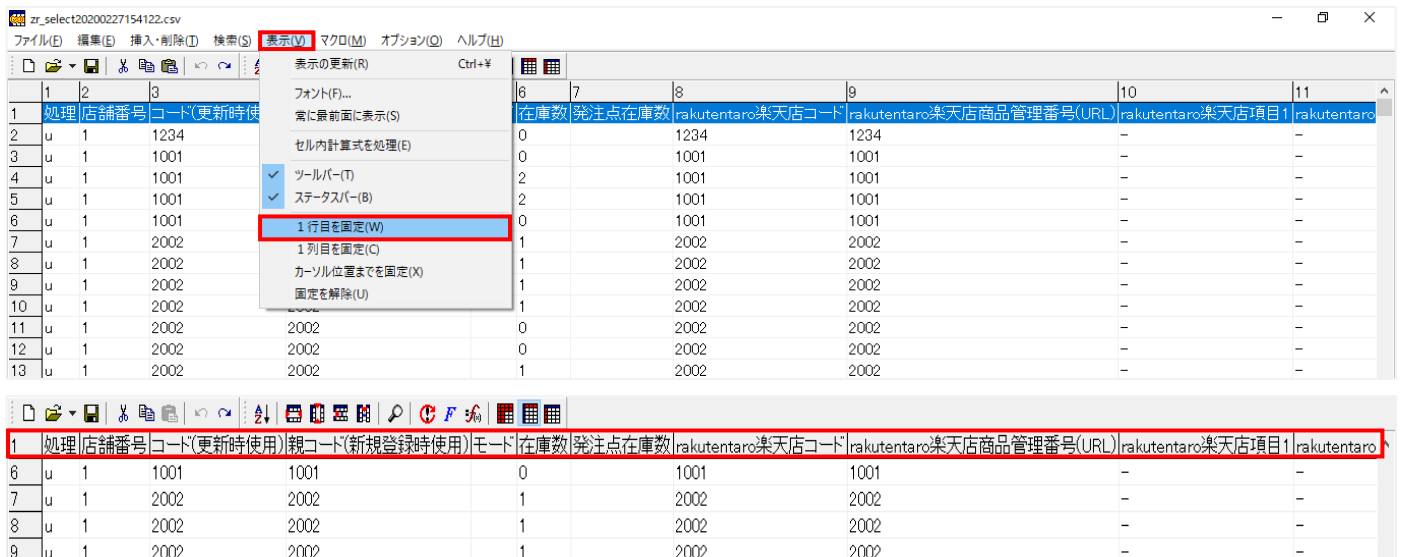 zr_select20200227154122.csv
ファイル(F) 編集(E) 挿入・削除(T) 検索(S) 表示(V) マクロ(M) オプション(O) ヘルプ(H)
表示の更新(R) Ctrl+¥
フォント(F)...
常に最前面に表示(S)
セル内計算式を処理(E)
ツールバー(T)
ステータスバー(B)
1行目を固定(W)
1列目を固定(C)
カーソル位置までを固定(X)
固定を解除(U)
1 2 3 6 7 8 9 10 11
1 処理 店舗番号 コード(更新時使 在庫数 発注点在庫数 rakutentaro楽天店コード rakutentaro楽天店商品管理番号(URL) rakutentaro楽天店項目1 rakutentaro
2 u 1 1234 0 1234 1234 − −
3 u 1 1001 0 1001 1001 − −
4 u 1 1001 2 1001 1001 − −
5 u 1 1001 2 1001 1001 − −
6 u 1 1001 0 1001 1001 − −
7 u 1 2002 1 2002 2002 − −
8 u 1 2002 1 2002 2002 − −
9 u 1 2002 1 2002 2002 − −
10 u 1 2002 2002 1 2002 2002 − −
11 u 1 2002 2002 0 2002 2002 − −
12 u 1 2002 2002 0 2002 2002 − −
13 u 1 2002 2002 1 2002 2002 − −
1 処理 店舗番号 コード(更新時使用) 親コード(新規登録時使用) モード 在庫数 発注点在庫数 rakutentaro楽天店コード rakutentaro楽天店商品管理番号(URL) rakutentaro楽天店項目1 rakutentaro
6 u 1 1001 1001 0 1001 1001 − −
7 u 1 2002 2002 1 2002 2002 − −
8 u 1 2002 2002 1 2002 2002 − −
9 u 1 2002 2002 1 2002 2002 − −